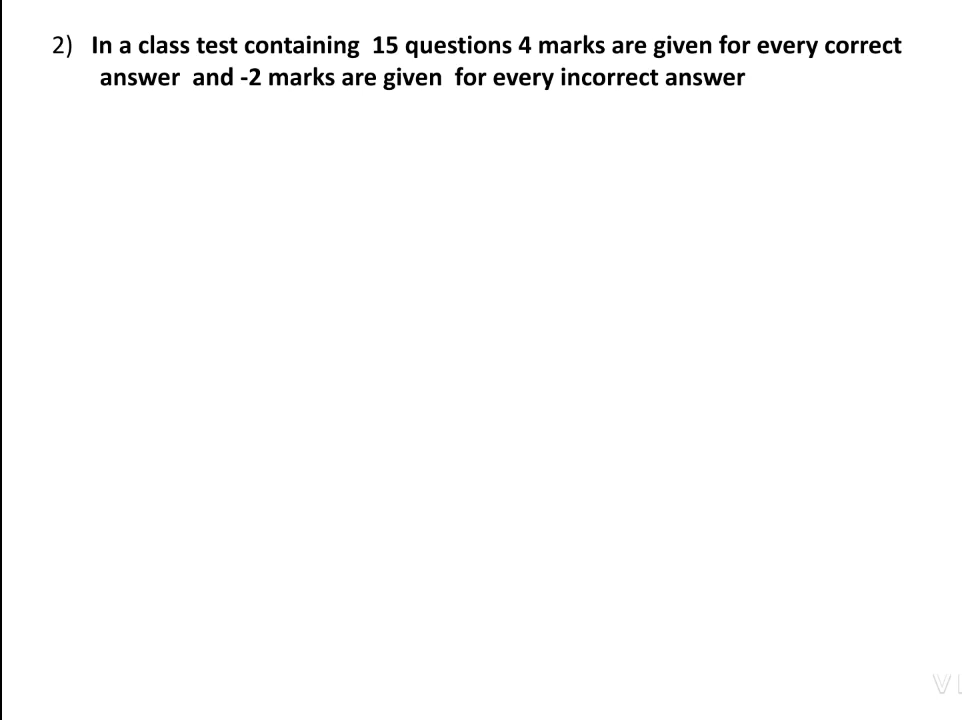 2) In a class test containing 15 questions 4 marks are given for every correct
answer and -2 marks are given for every incorrect answer